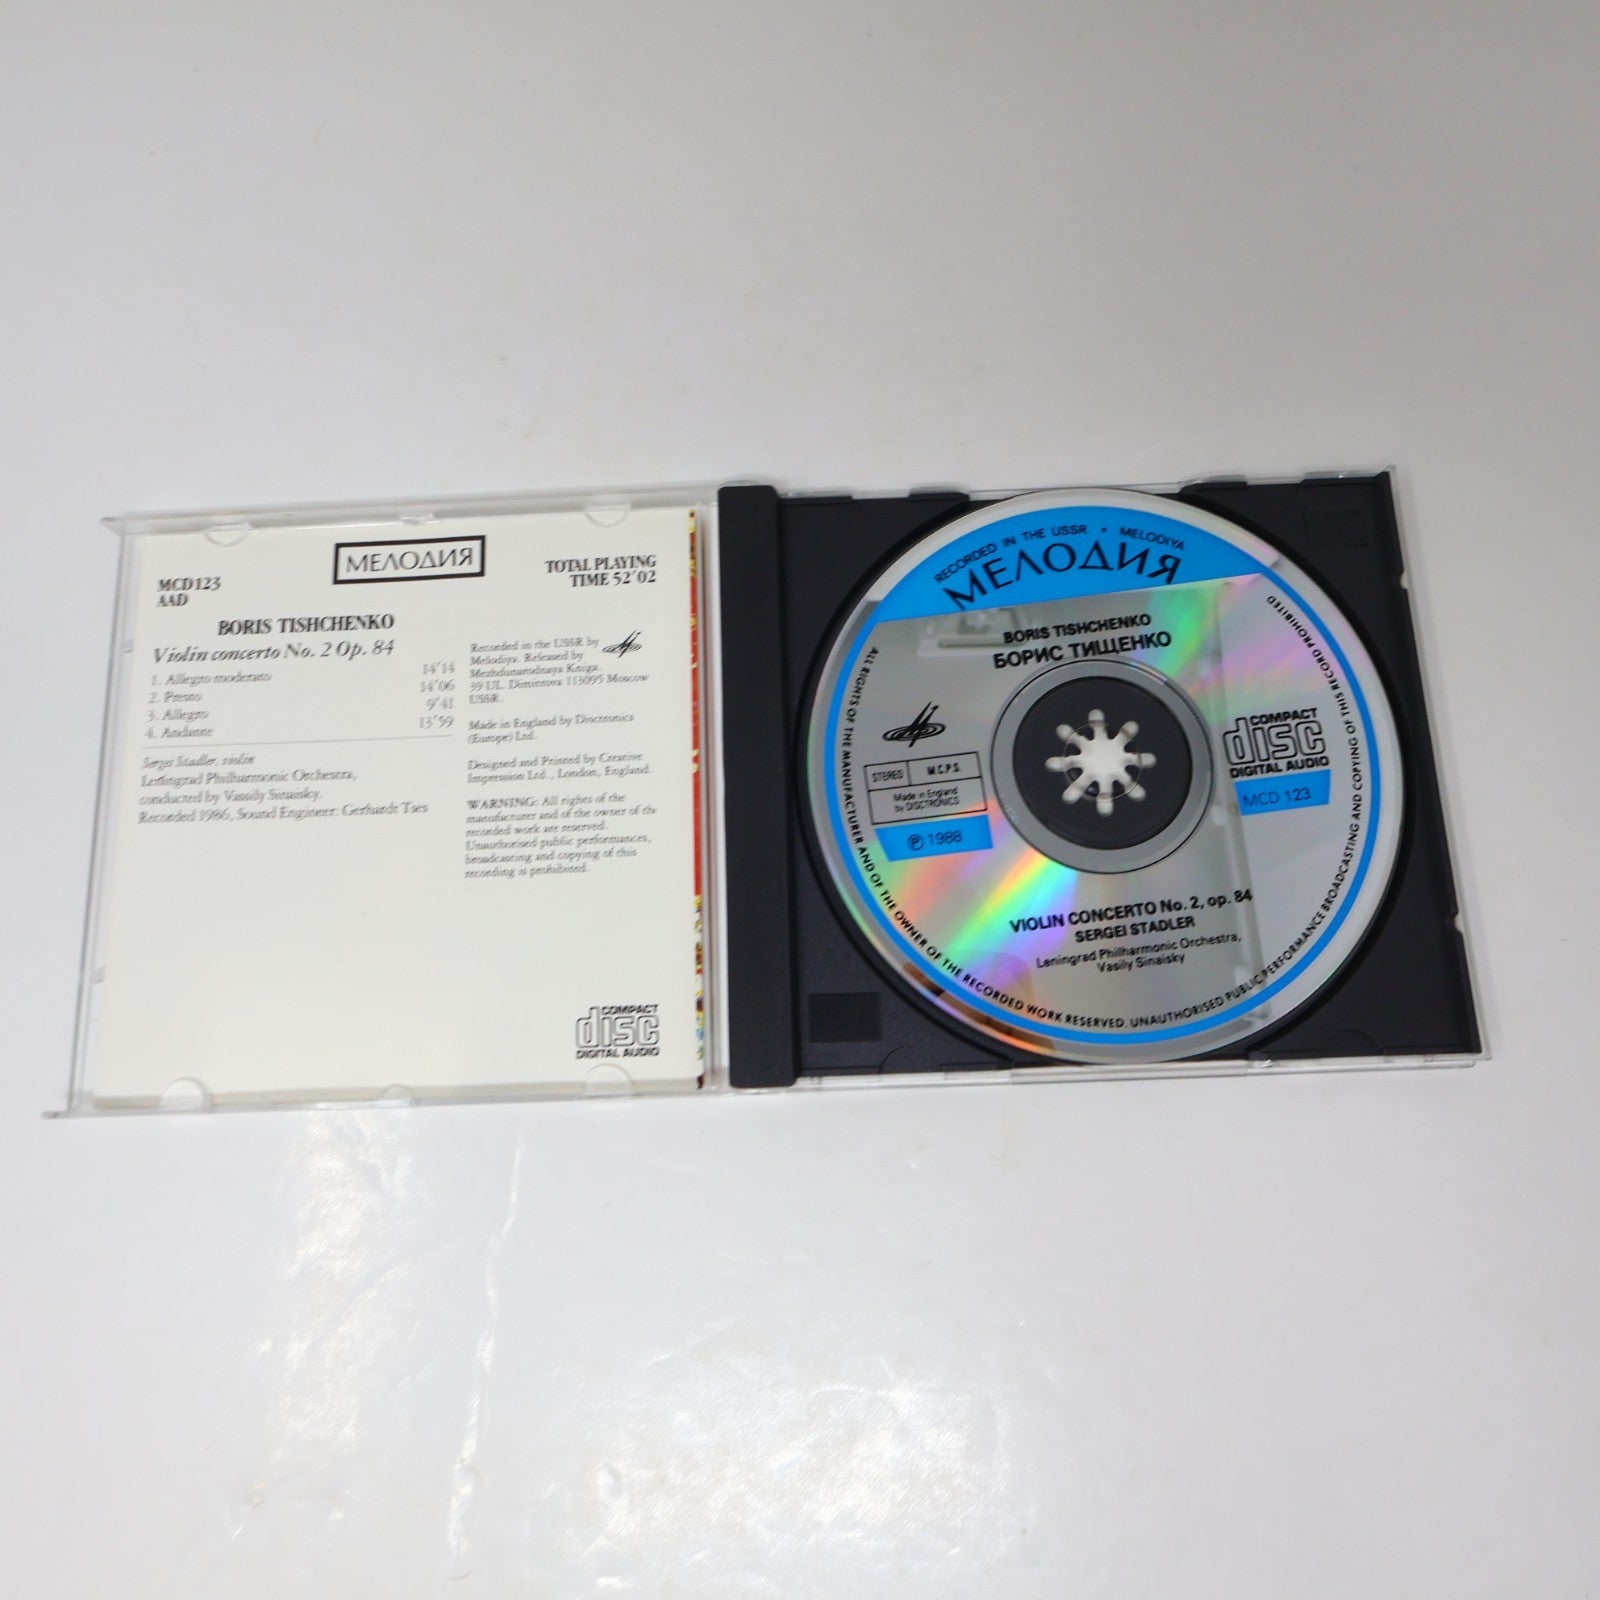 МЕЛОДИЯ
MCD123
AAD
TOTAL PLAYING
TIME 52'02
BORIS TISHCHENKO
Violin concerto No. 2 Op. 84
1. Allegro moderato 14'14
2. Presto 14'06
3. Allegro 9'41
4. Andante 13'59
Sergei Stadler, violin
Leningrad Philharmonic Orchestra,
conducted by Vassily Sinaisky.
Recorded 1986, Sound Engineer: Gerhardt Tses
Recorded in the USSR by
Melodiya. Released by
Mezhdunarodnaya Kniga.
39 UL. Dimitrova 113095 Moscow
USSR.
Made in England by Disctronics
(Europe) Ltd.
Designed and Printed by Creative
Impression Ltd., London, England.
WARNING: All rights of the
manufacturer and of the owner of the
recorded work are reserved.
Unauthorised public performances,
broadcasting and copying of this
recording is prohibited.
COMPACT
disc
DIGITAL AUDIO
RECORDED IN THE USSR • MELODIYA
МЕЛОДИЯ
BORIS TISHCHENKO
БОРИС ТИЩЕНКО
STEREO
M.C.P.S.
Made in England
by DISCTRONICS
℗ 1988
COMPACT
disc
DIGITAL AUDIO
MCD 123
VIOLIN CONCERTO No. 2, op. 84
SERGEI STADLER
Leningrad Philharmonic Orchestra,
Vasily Sinaisky
ALL RIGHTS OF THE MANUFACTURER AND OF THE OWNER OF THE RECORDED WORK RESERVED. UNAUTHORISED PUBLIC PERFORMANCE BROADCASTING AND COPYING OF THIS RECORD PROHIBITED